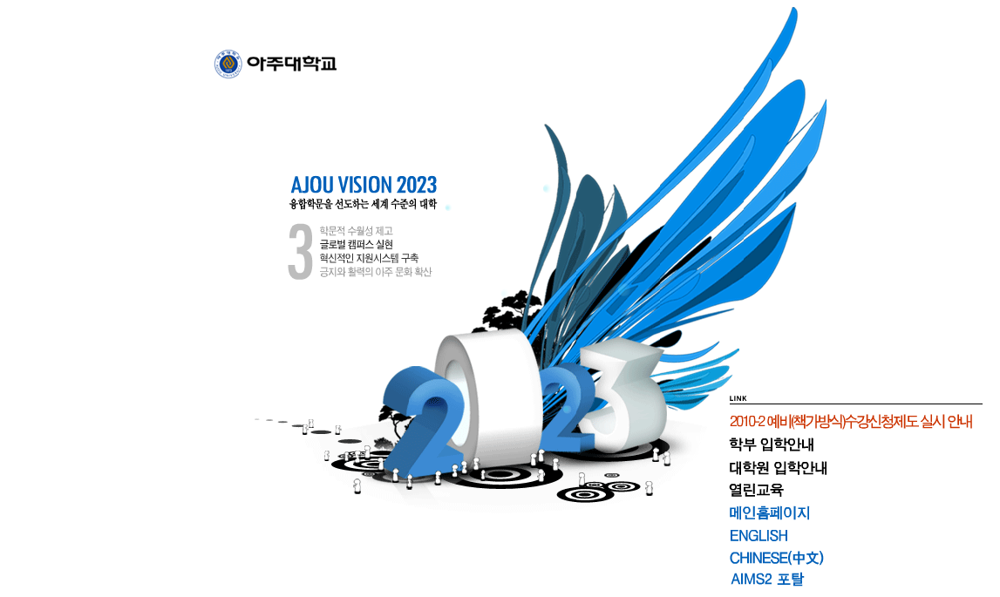 아주대학교
AJOU VISION 2023
융합학문을 선도하는 세계 수준의 대학
3
학문적 수월성 제고
글로벌 캠퍼스 실현
혁신적인 지원시스템 구축
긍지와 활력의 아주 문화 확산
2023
LINK
2010-2 예비(책가방식)수강신청제도 실시 안내
학부 입학안내
대학원 입학안내
열린교육
메인홈페이지
ENGLISH
CHINESE(中文)
AIMS2 포탈